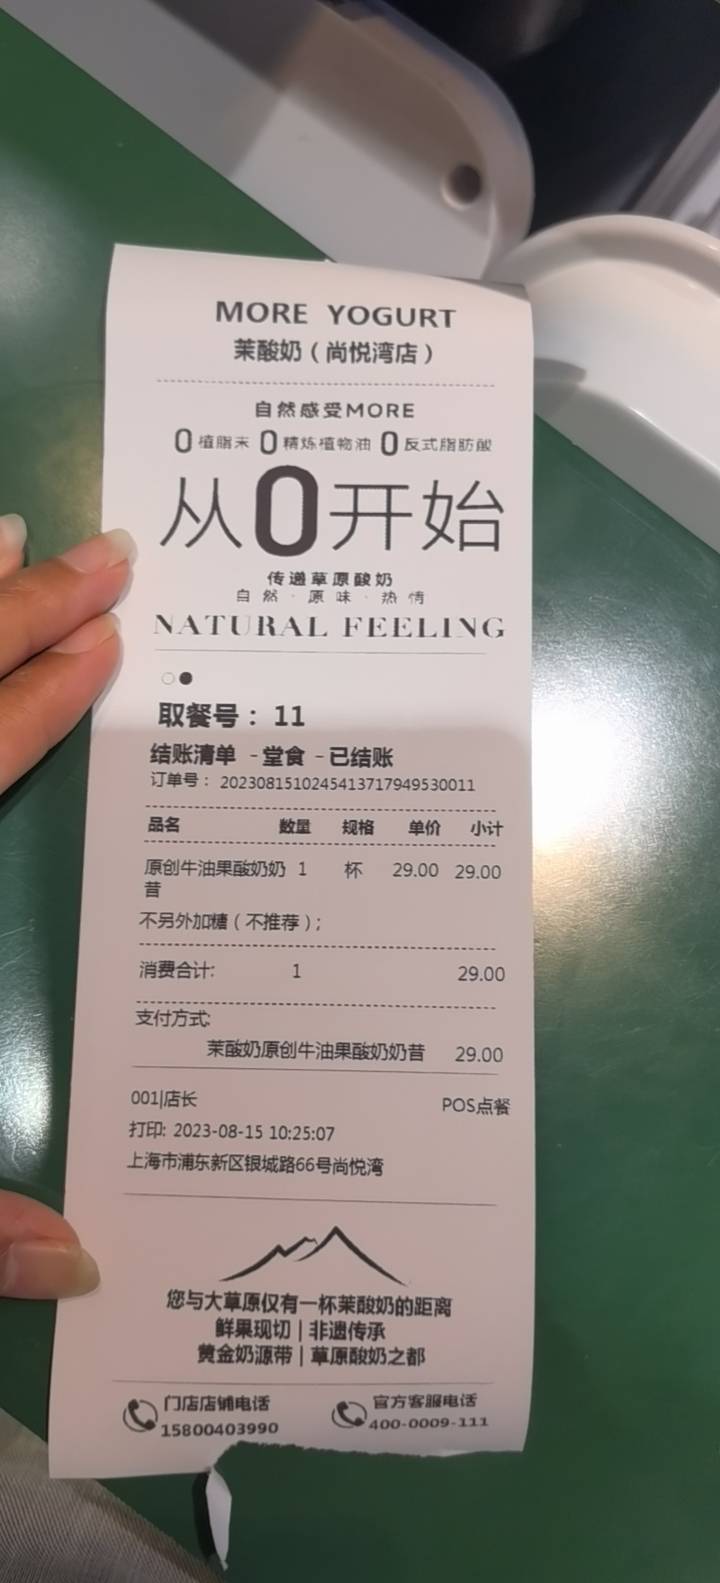 MORE YOGURT
茉酸奶（尚悦湾店）
自然感受MORE
0植脂末 0精炼植物油 0反式脂肪酸
从0开始
传递草原酸奶
自然·原味·热情
NATURAL FEELING
取餐号： 11
结账清单 -堂食 -已结账
订单号： 2023081510245413717949530011
品名 数量 规格 单价 小计
原创牛油果酸奶奶 1 杯 29.00 29.00
昔
不另外加糖（不推荐）;
消费合计: 1 29.00
支付方式:
茉酸奶原创牛油果酸奶奶昔 29.00
001|店长 POS点餐
打印: 2023-08-15 10:25:07
上海市浦东新区银城路66号尚悦湾
您与大草原仅有一杯茉酸奶的距离
鲜果现切 | 非遗传承
黄金奶源带 | 草原酸奶之都
门店店铺电话 官方客服电话
15800403990 400-0009-111